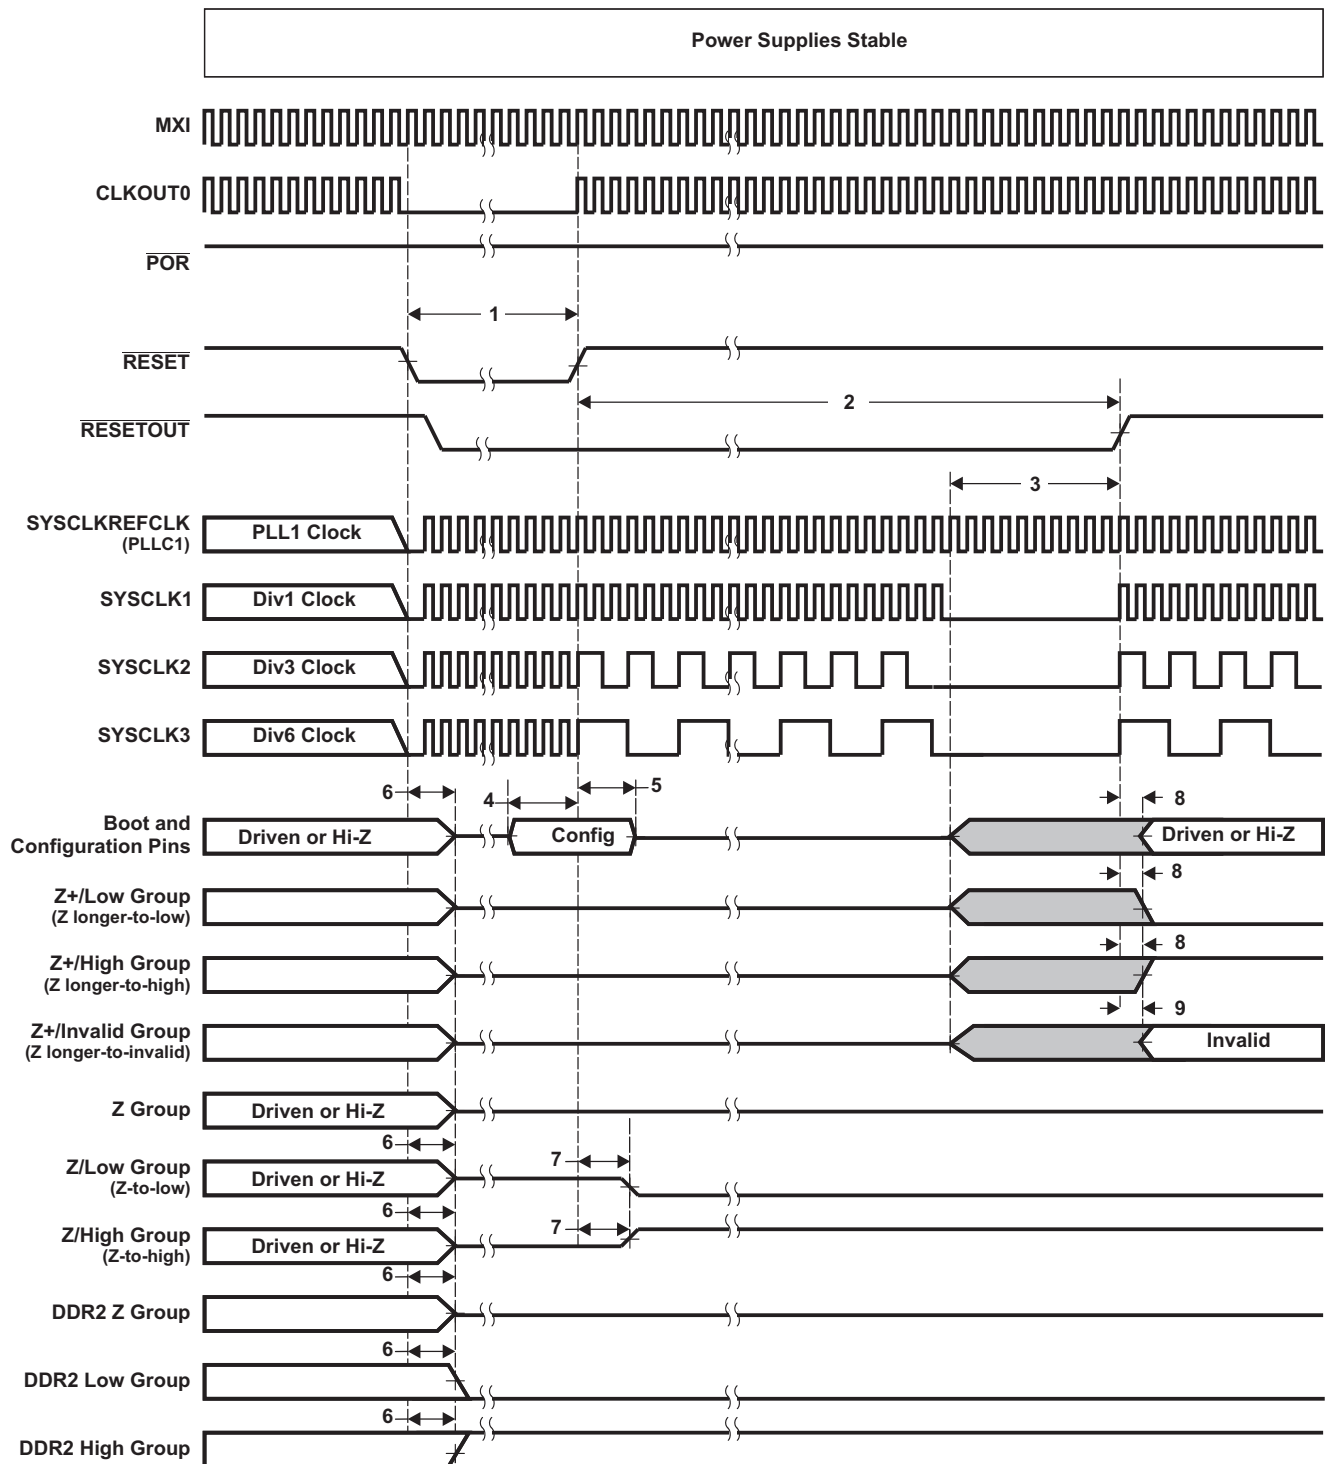 Power Supplies Stable
MXI
CLKOUT0
POR
1
RESET
2
RESETOUT
3
SYSCLKREFCLK
(PLLC1)
PLL1 Clock
SYSCLK1
Div1 Clock
SYSCLK2
Div3 Clock
SYSCLK3
Div6 Clock
6
4
5
8
Boot and
Configuration Pins
Driven or Hi-Z
Config
Driven or Hi-Z
8
Z+/Low Group
(Z longer-to-low)
8
Z+/High Group
(Z longer-to-high)
9
Z+/Invalid Group
(Z longer-to-invalid)
Invalid
Z Group
Driven or Hi-Z
6
7
Z/Low Group
(Z-to-low)
Driven or Hi-Z
6
7
Z/High Group
(Z-to-high)
Driven or Hi-Z
6
DDR2 Z Group
6
DDR2 Low Group
6
DDR2 High Group